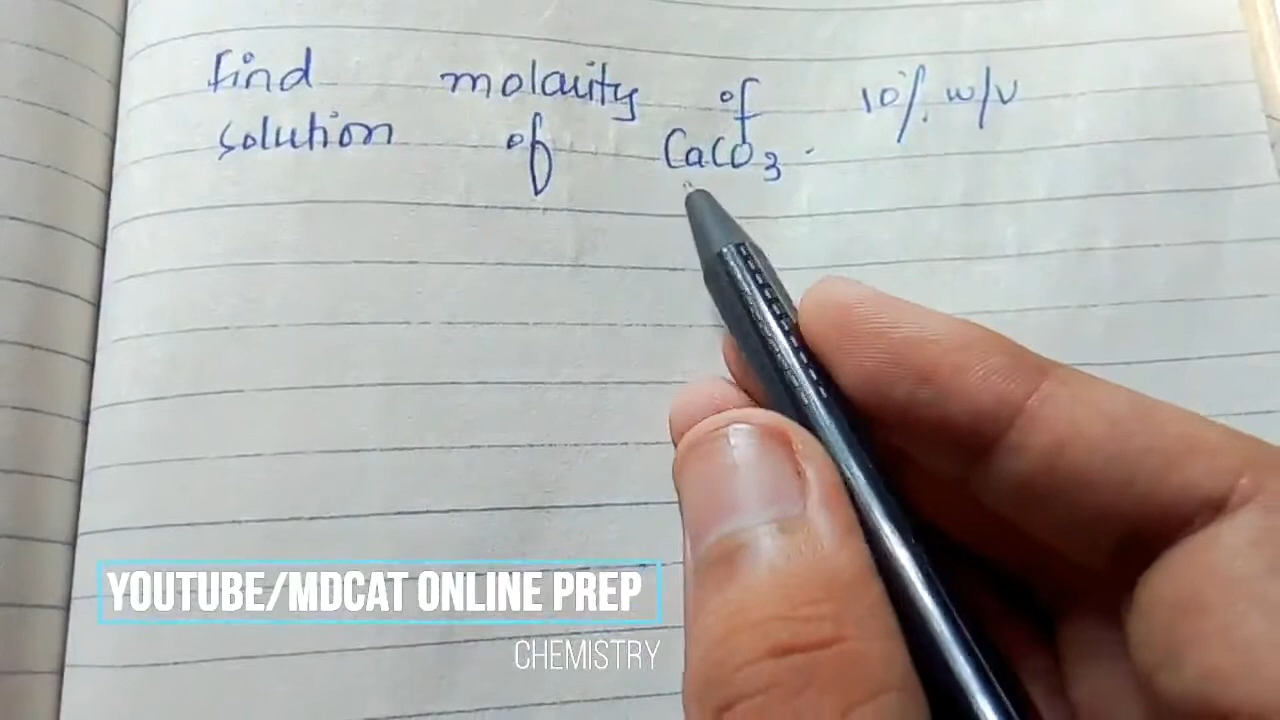 find molarity of 10% w/v
solution of CaCO3.
YOUTUBE/MDCAT ONLINE PREP
CHEMISTRY